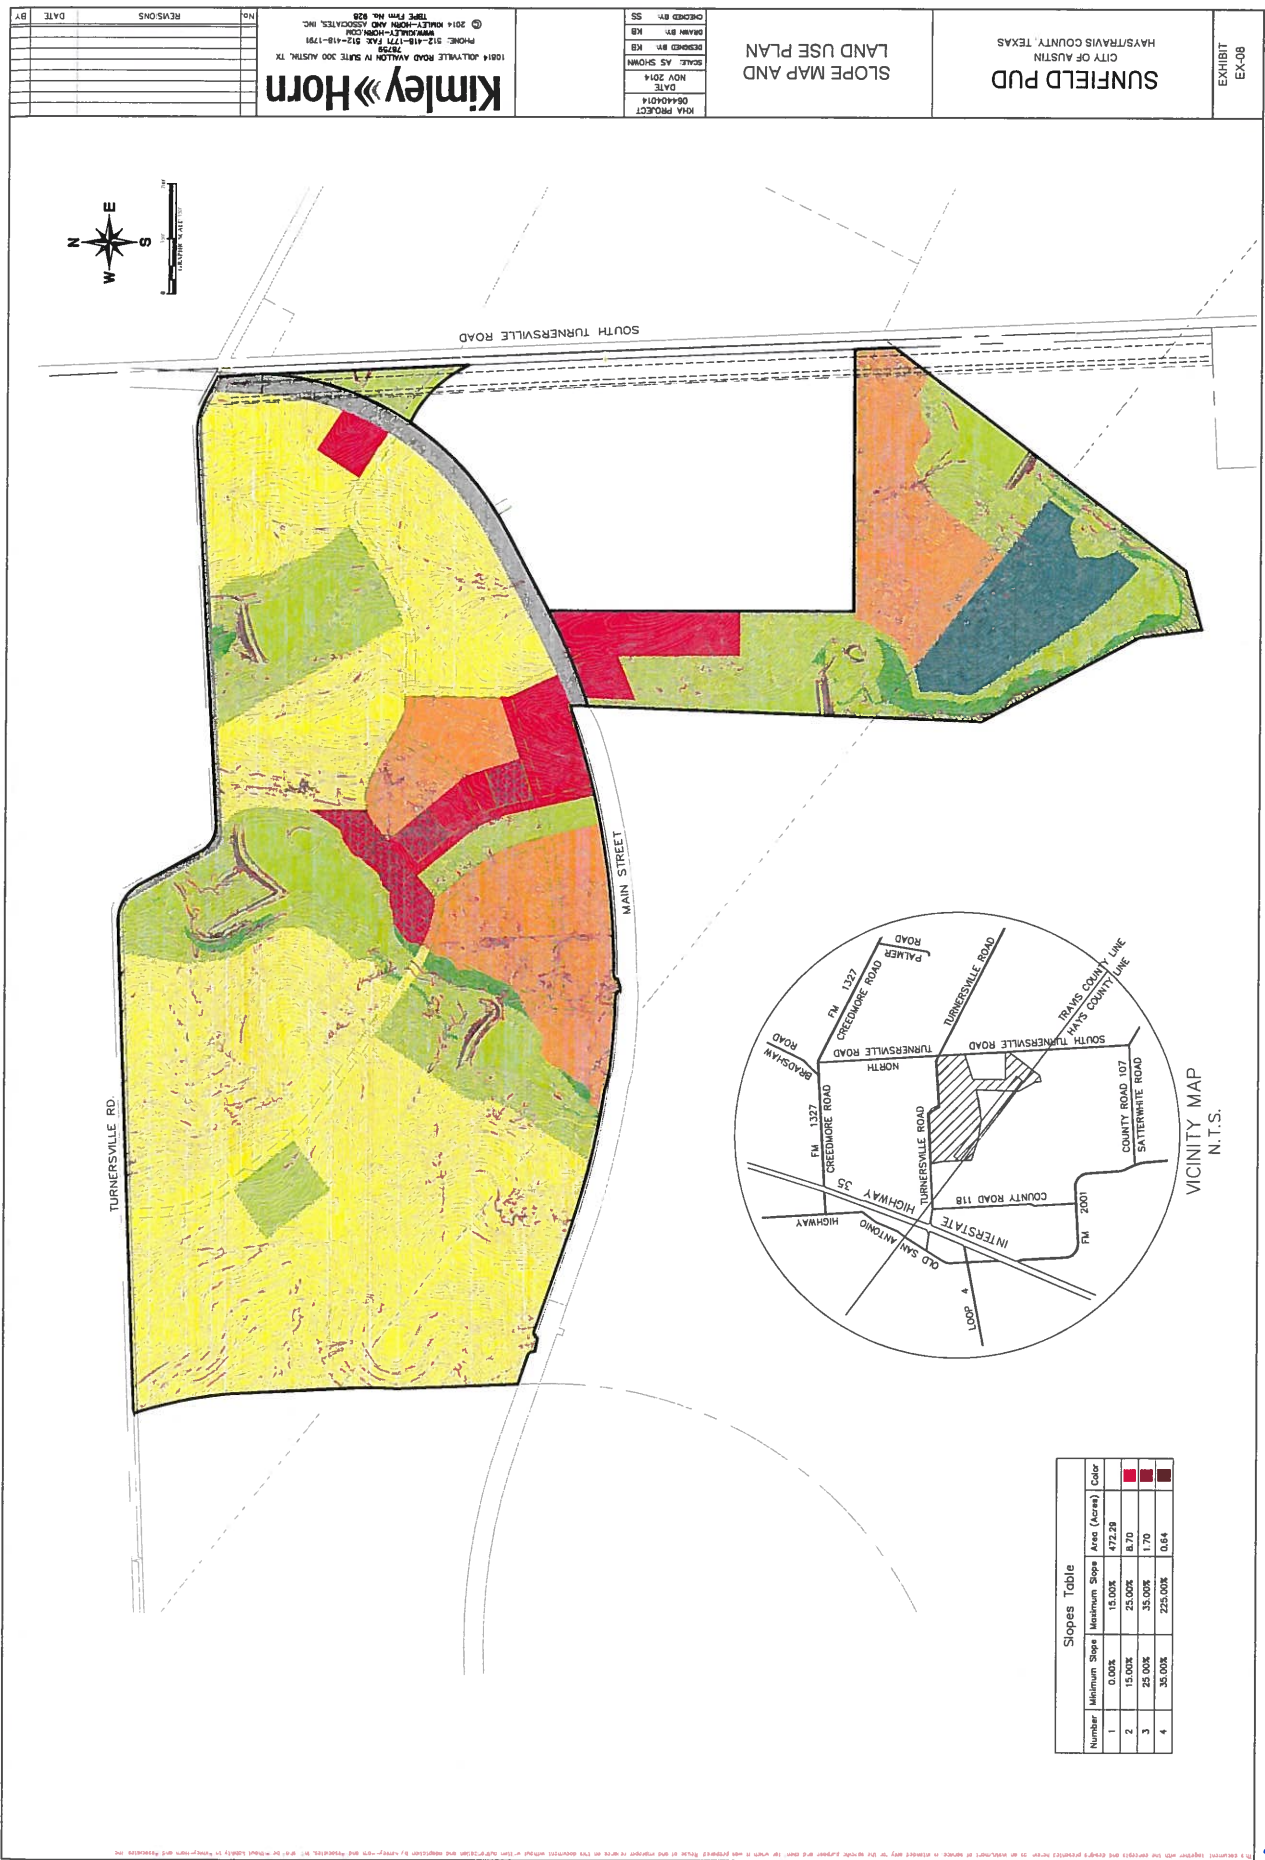 EXHIBIT
EX-08
SUNFIELD PUD
CITY OF AUSTIN
HAYS/TRAVIS COUNTY, TEXAS
SLOPE MAP AND
LAND USE PLAN
KHA PROJECT
064404014
DATE
NOV 2014
SCALE: AS SHOWN
DESIGNED BY: KB
DRAWN BY: KB
CHECKED BY: SS
Kimley»Horn
10814 JOLLYVILLE ROAD AVALLON IV SUITE 300 AUSTIN, TX
78759
PHONE: 512-418-1771 FAX: 512-418-1791
WWW.KIMLEY-HORN.COM
© 2014 KIMLEY-HORN AND ASSOCIATES, INC.
TBPE Firm No. 928
No.
REVISIONS
DATE
BY
N
E
S
W
GRAPHIC SCALE
SOUTH TURNERSVILLE ROAD
MAIN STREET
TURNERSVILLE RD.
FM 1327
CREEDMORE ROAD
PALMER
ROAD
BRADSHAW
ROAD
TURNERSVILLE ROAD
TRAVIS COUNTY LINE
HAYS COUNTY LINE
NORTH
TURNERSVILLE ROAD
SOUTH TURNERSVILLE ROAD
FM 1327
CREEDMORE ROAD
TURNERSVILLE ROAD
COUNTY ROAD 107
SATTERWHITE ROAD
COUNTY ROAD 118
FM 2001
INTERSTATE
HIGHWAY 35
OLD SAN ANTONIO
HIGHWAY
LOOP 4
VICINITY MAP
N.T.S.
Slopes Table
Number Minimum Slope Maximum Slope Area (Acres) Color
1 0.00% 15.00% 472.29
2 15.00% 25.00% 8.70
3 25.00% 35.00% 1.70
4 35.00% 225.00% 0.64